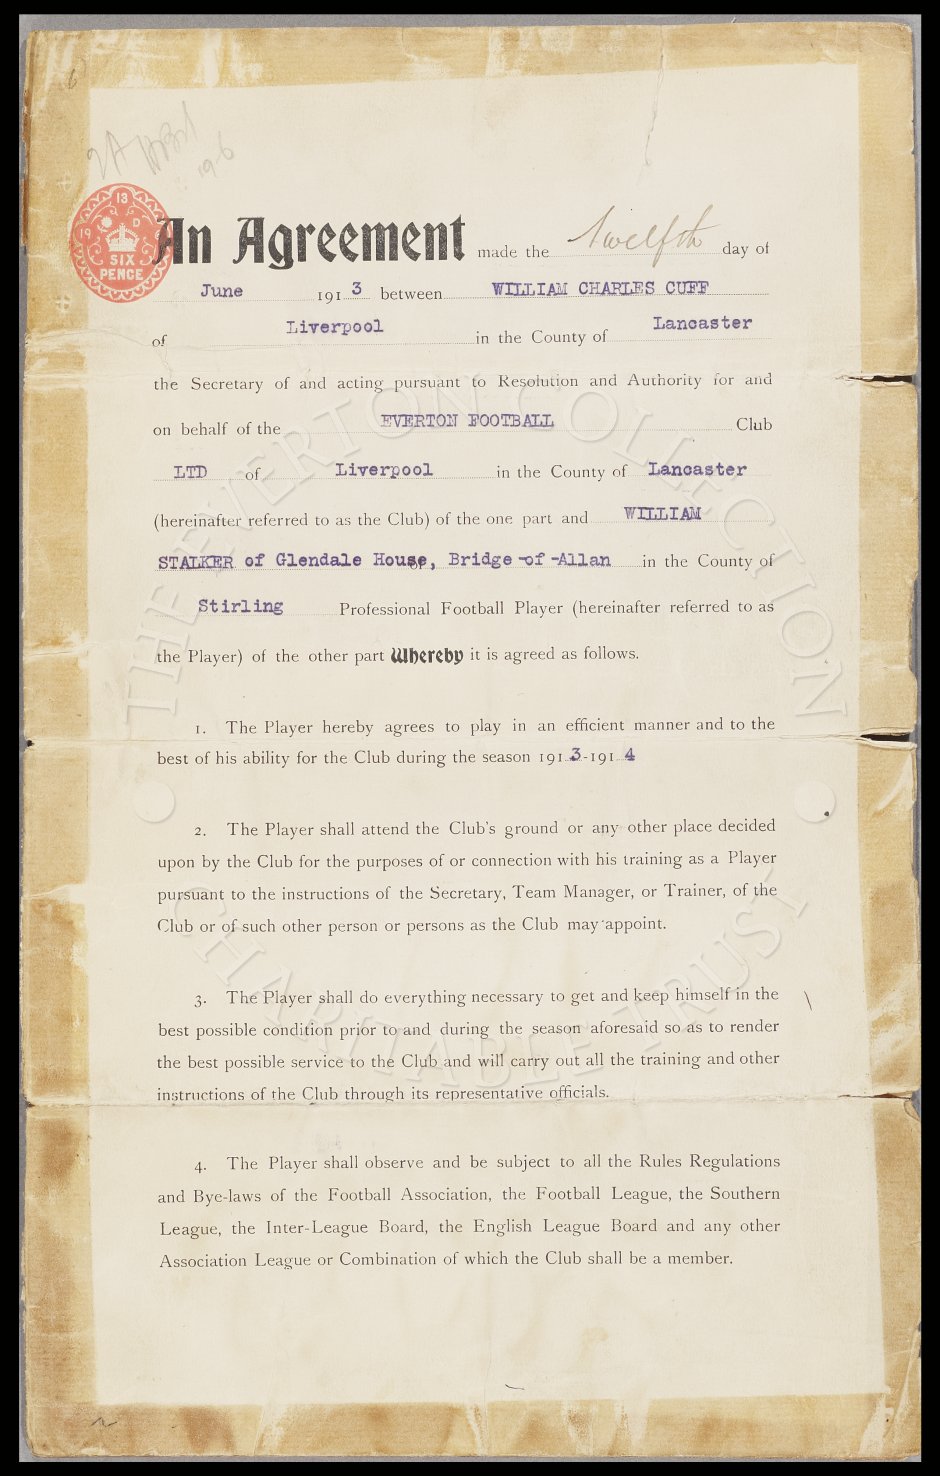 13
19 D
SIX
PENCE
An Agreement made the twelfth day of
June 1913 between WILLIAM CHARLES CUFF
of Liverpool in the County of Lancaster
the Secretary of and acting pursuant to Resolution and Authority for and
on behalf of the EVERTON FOOTBALL Club
LTD of Liverpool in the County of Lancaster
(hereinafter referred to as the Club) of the one part and WILLIAM
STALKER of Glendale House, Bridge-of-Allan in the County of
Stirling Professional Football Player (hereinafter referred to as
the Player) of the other part Whereby it is agreed as follows.
1. The Player hereby agrees to play in an efficient manner and to the
best of his ability for the Club during the season 1913-1914
2. The Player shall attend the Club's ground or any other place decided
upon by the Club for the purposes of or connection with his training as a Player
pursuant to the instructions of the Secretary, Team Manager, or Trainer, of the
Club or of such other person or persons as the Club may appoint.
3. The Player shall do everything necessary to get and keep himself in the
best possible condition prior to and during the season aforesaid so as to render
the best possible service to the Club and will carry out all the training and other
instructions of the Club through its representative officials.
4. The Player shall observe and be subject to all the Rules Regulations
and Bye-laws of the Football Association, the Football League, the Southern
League, the Inter-League Board, the English League Board and any other
Association League or Combination of which the Club shall be a member.
THE EVERTON COLLECTION
CHARITABLE TRUST